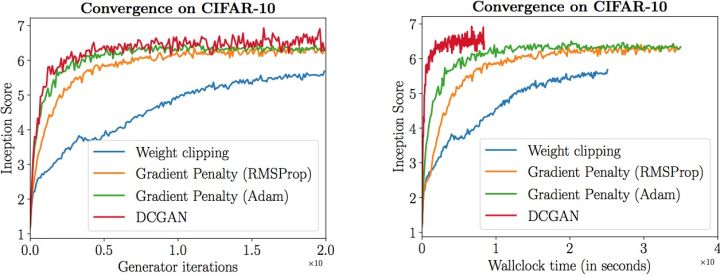 Convergence on CIFAR-10
Inception Score
6
5
4
3
2
1
Weight clipping
Gradient Penalty (RMSProp)
Gradient Penalty (Adam)
DCGAN
0.0 0.5 1.0 1.5 2.0
Generator iterations
×10
Convergence on CIFAR-10
Inception Score
7
6
5
4
3
2
1
Weight clipping
Gradient Penalty (RMSProp)
Gradient Penalty (Adam)
DCGAN
0 1 2 3 4
Wallclock time (in seconds)
×10